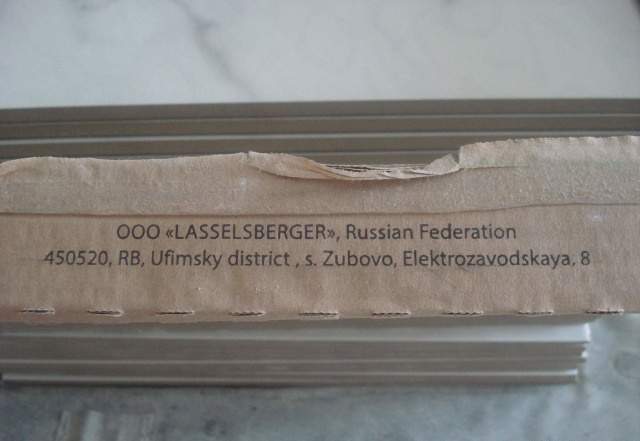 OOO «LASSELSBERGER», Russian Federation
450520, RB, Ufimsky district , s. Zubovo, Elektrozavodskaya, 8